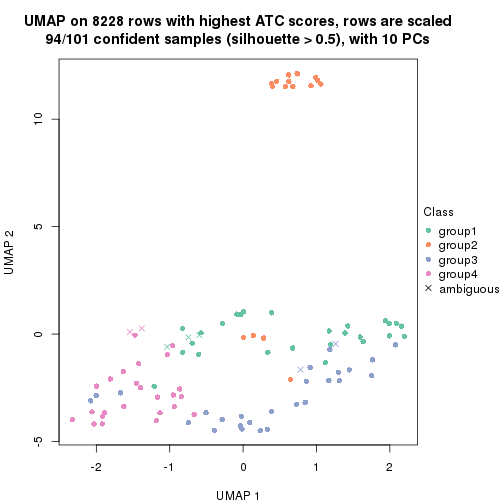 UMAP on 8228 rows with highest ATC scores, rows are scaled
94/101 confident samples (silhouette > 0.5), with 10 PCs
10
5
0
-5
UMAP 2
-2
-1
0
1
2
UMAP 1
Class
group1
group2
group3
group4
ambiguous